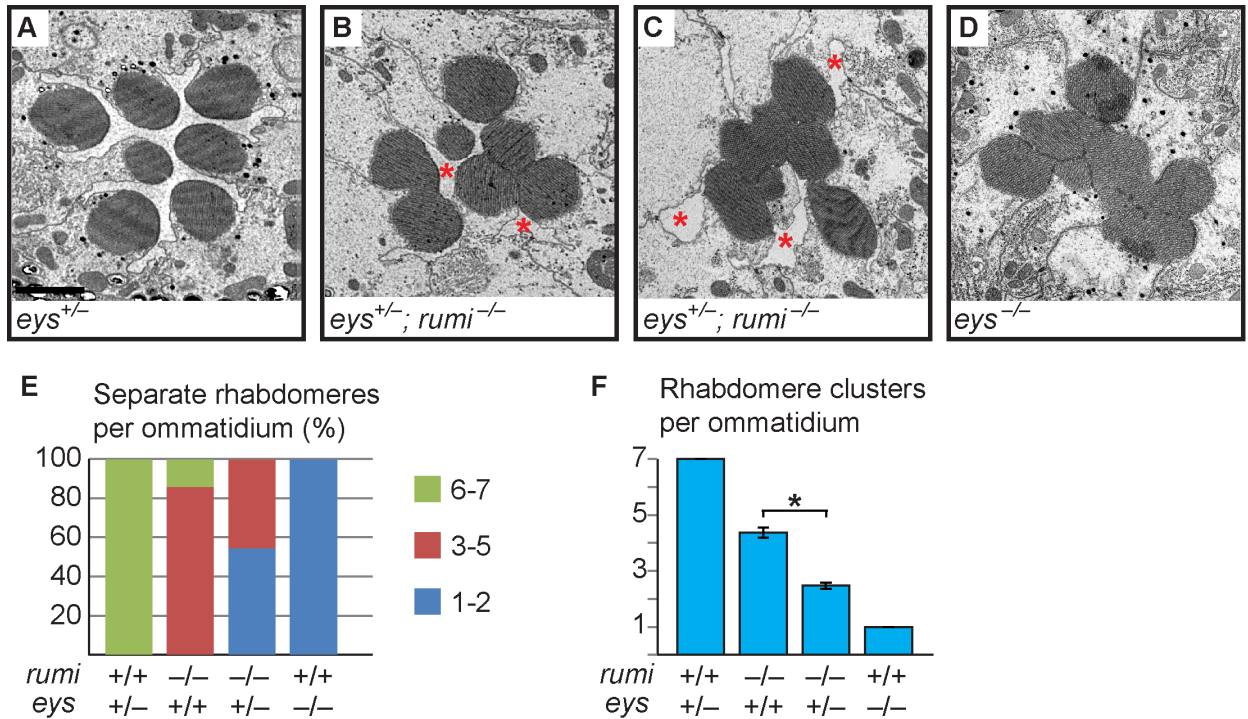 A
B
C
D
*
*
*
*
*
eys+/–
eys+/–; rumi–/–
eys+/–; rumi–/–
eys–/–
E
Separate rhabdomeres
per ommatidium (%)
100
80
60
40
20
6-7
3-5
1-2
rumi +/+ –/– –/– +/+
eys +/– +/+ +/– –/–
F
Rhabdomere clusters
per ommatidium
7
5
3
1
*
rumi +/+ –/– –/– +/+
eys +/– +/+ +/– –/–